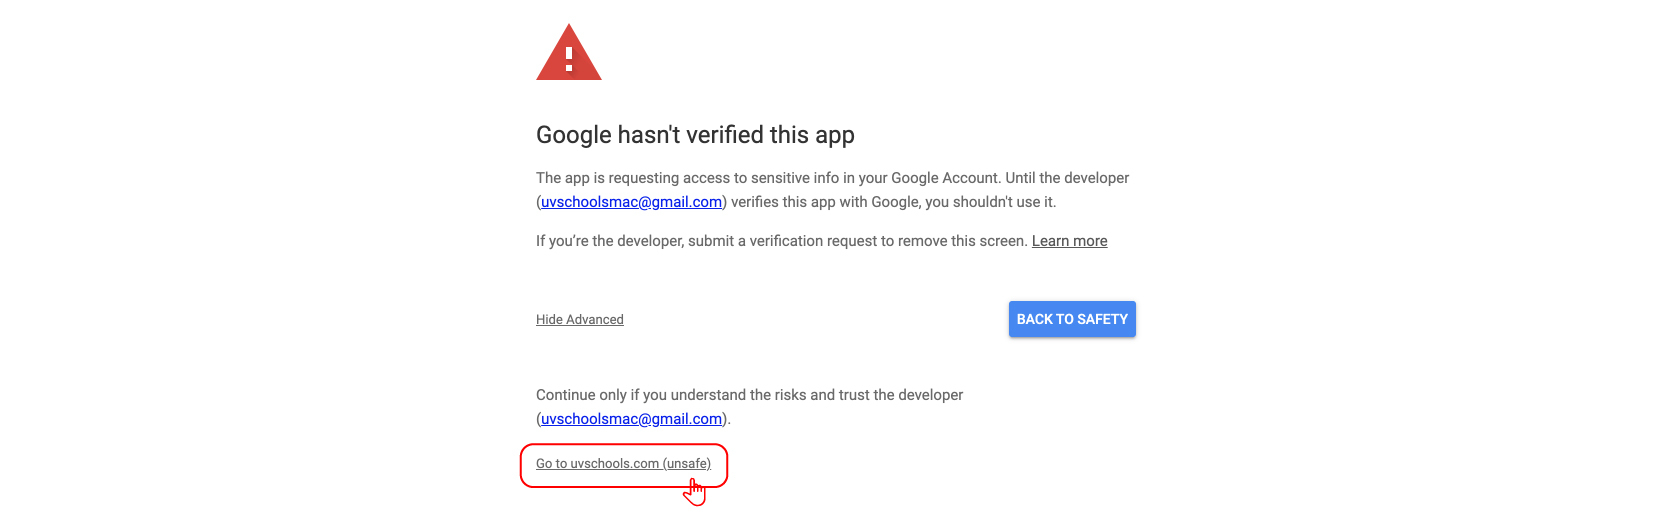 Google hasn't verified this app
The app is requesting access to sensitive info in your Google Account. Until the developer
(uvschoolsmac@gmail.com) verifies this app with Google, you shouldn't use it.
If you’re the developer, submit a verification request to remove this screen. Learn more
Hide Advanced
BACK TO SAFETY
Continue only if you understand the risks and trust the developer
(uvschoolsmac@gmail.com).
Go to uvschools.com (unsafe)